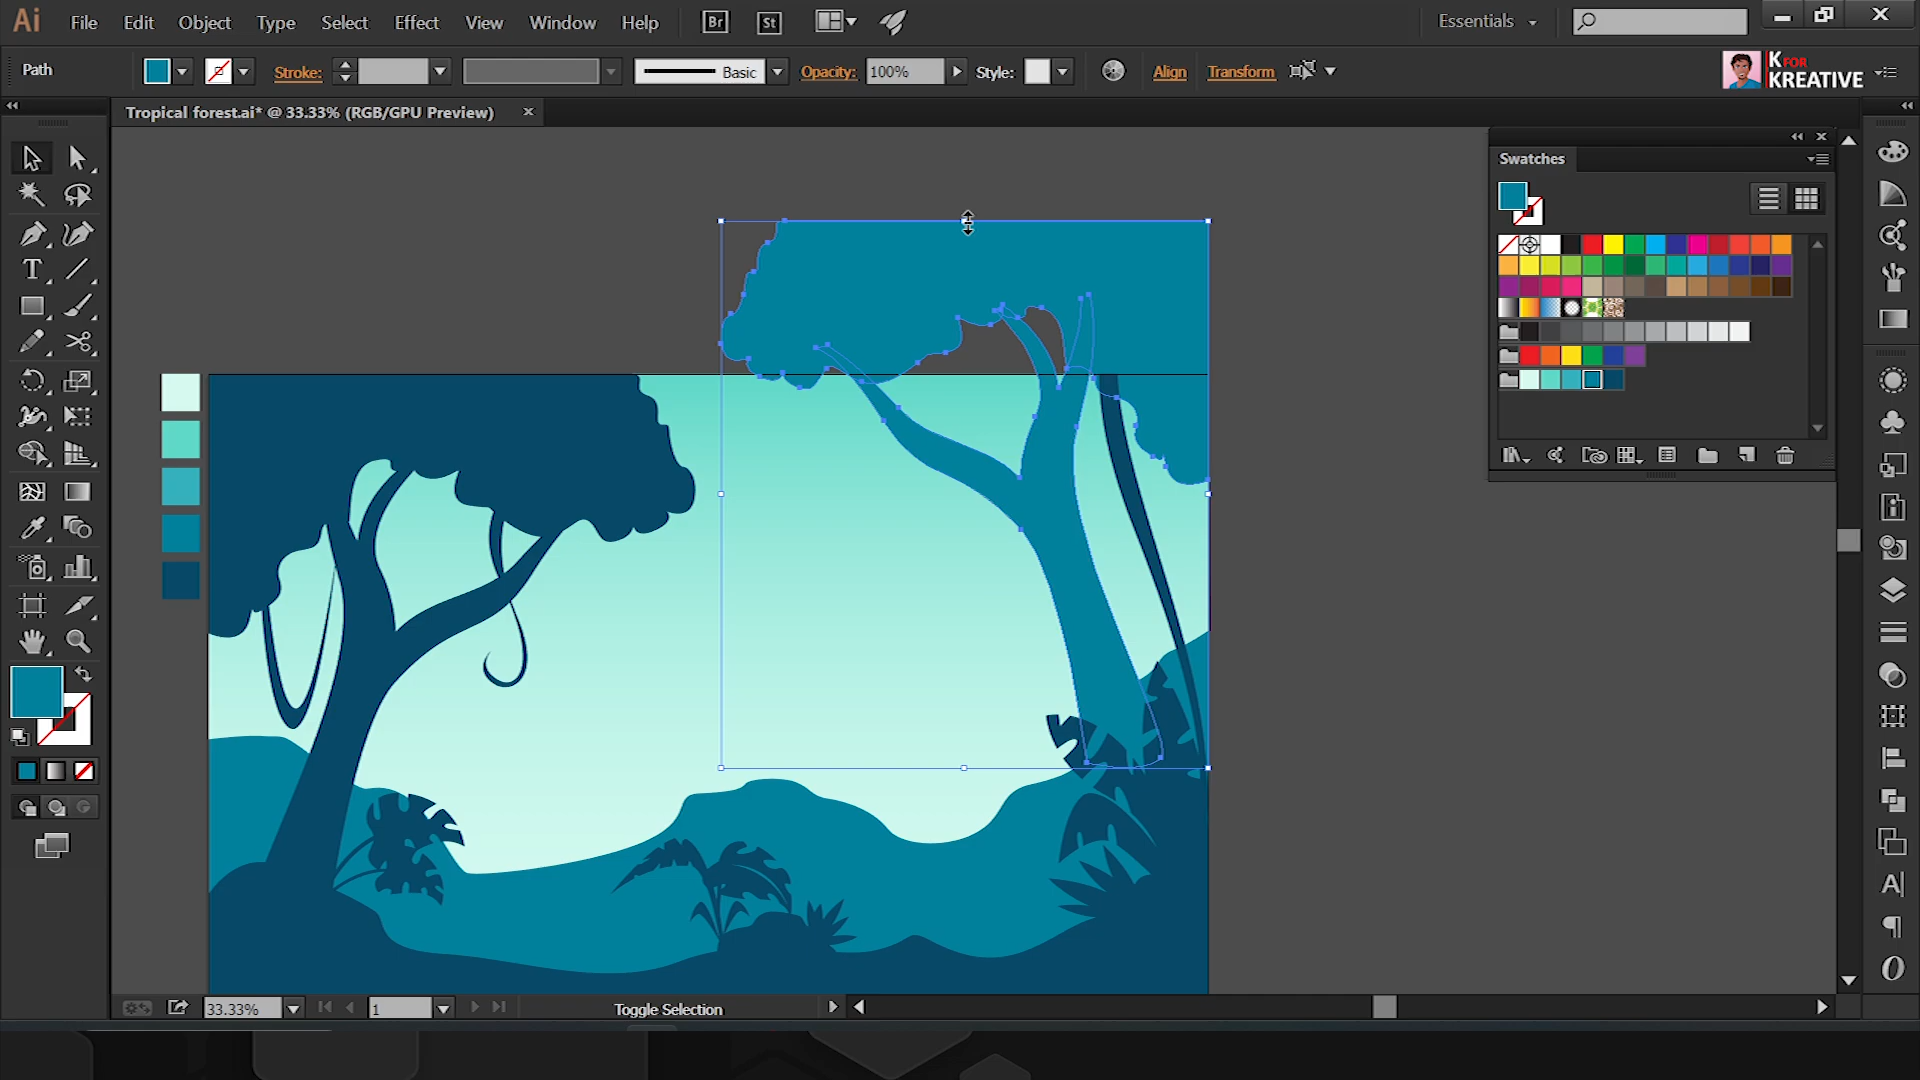 Ai File Edit Object Type Select Effect View Window Help Br St Essentials
Path Stroke: Basic Opacity: 100% Style: Align Transform
K FOR
KREATIVE
Tropical forest.ai* @ 33.33% (RGB/GPU Preview)
Swatches
33.33% 1 Toggle Selection